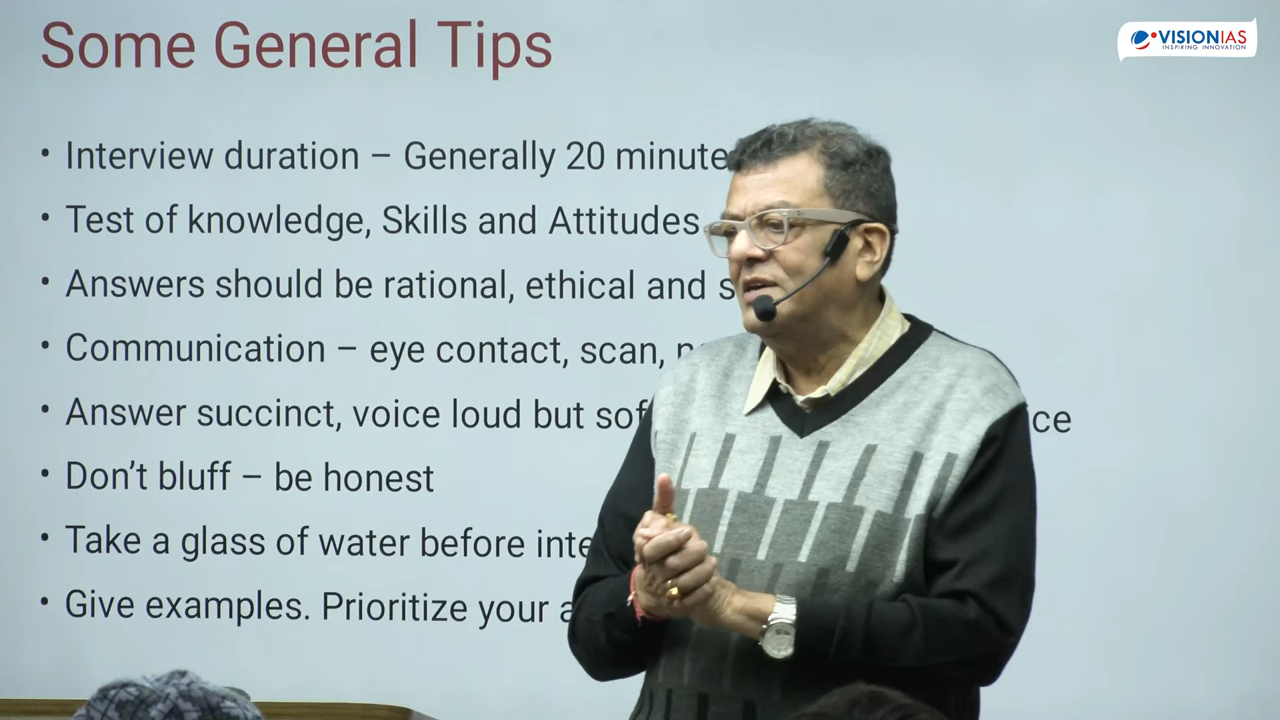 Some General Tips
VISIONIAS
INSPIRING INNOVATION
• Interview duration – Generally 20 minute
• Test of knowledge, Skills and Attitudes
• Answers should be rational, ethical and s
• Communication – eye contact, scan,
• Answer succinct, voice loud but sof ce
• Don't bluff – be honest
• Take a glass of water before inte
• Give examples. Prioritize your a